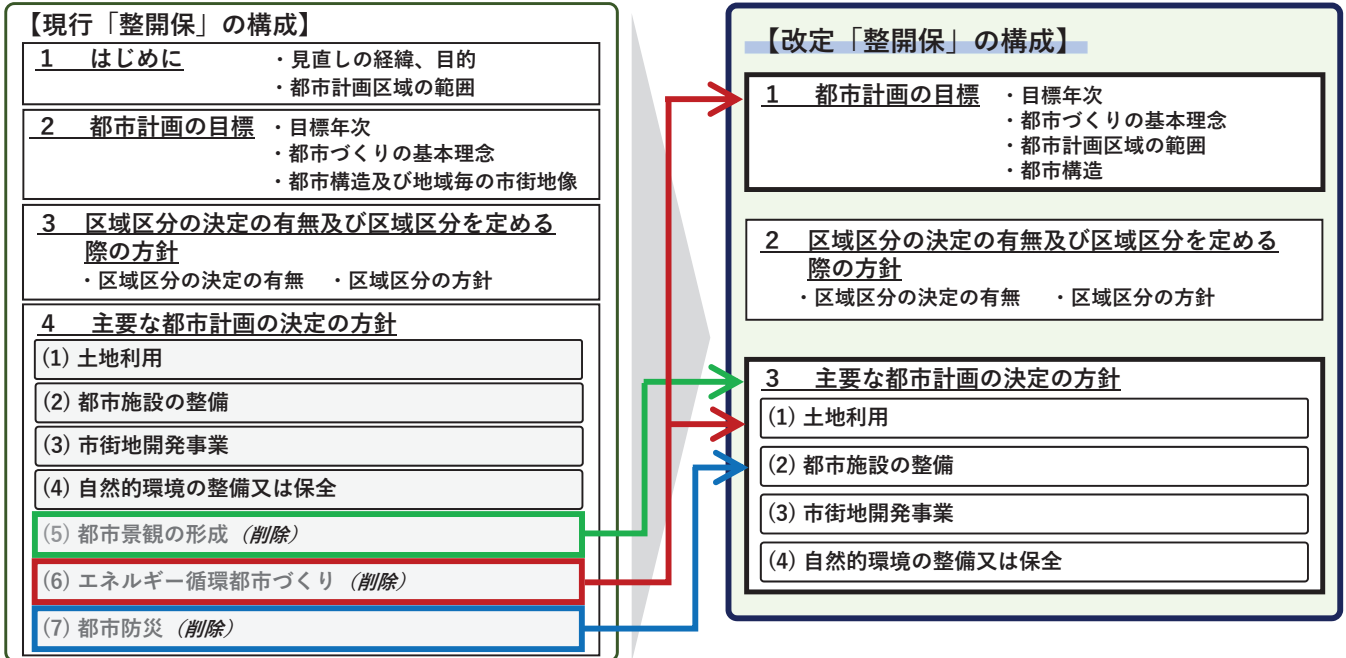 【現行「整開保」の構成】
1 はじめに ・見直しの経緯、目的
・都市計画区域の範囲
2 都市計画の目標 ・目標年次
・都市づくりの基本理念
・都市構造及び地域毎の市街地像
3 区域区分の決定の有無及び区域区分を定める
際の方針
・区域区分の決定の有無 ・区域区分の方針
4 主要な都市計画の決定の方針
(1) 土地利用
(2) 都市施設の整備
(3) 市街地開発事業
(4) 自然的環境の整備又は保全
(5) 都市景観の形成（削除）
(6) エネルギー循環都市づくり（削除）
(7) 都市防災（削除）
【改定「整開保」の構成】
1 都市計画の目標 ・目標年次
・都市づくりの基本理念
・都市計画区域の範囲
・都市構造
2 区域区分の決定の有無及び区域区分を定める
際の方針
・区域区分の決定の有無 ・区域区分の方針
3 主要な都市計画の決定の方針
(1) 土地利用
(2) 都市施設の整備
(3) 市街地開発事業
(4) 自然的環境の整備又は保全